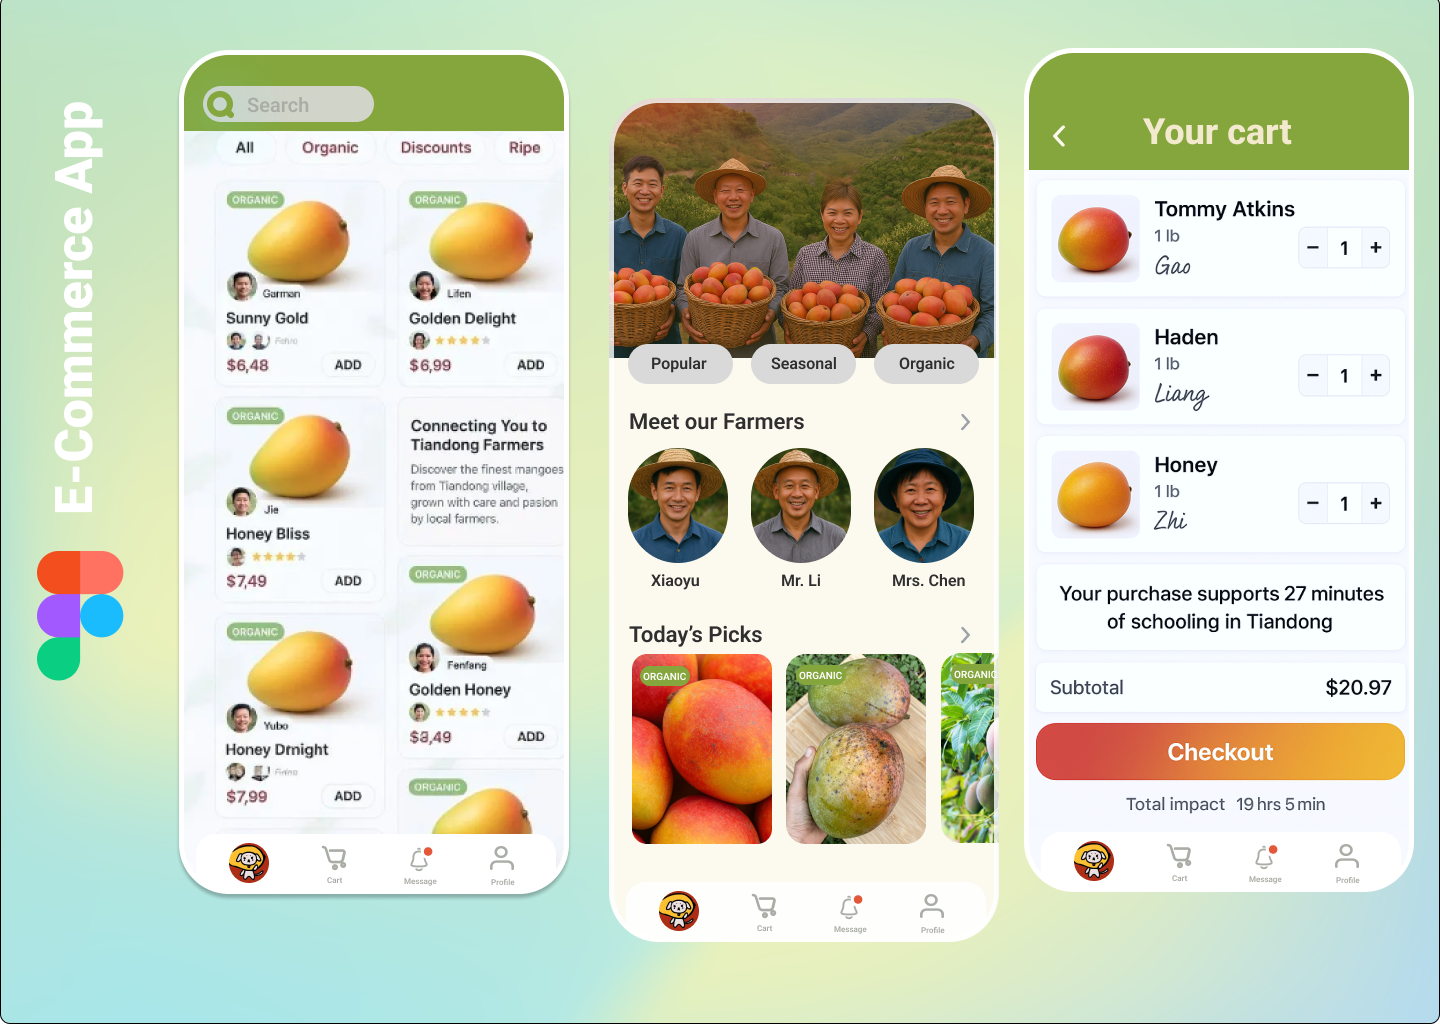 E-Commerce App
Search
All
Organic
Discounts
Ripe
ORGANIC
Garman
Sunny Gold
$6,48
ADD
ORGANIC
Lifen
Golden Delight
$6,99
ADD
ORGANIC
Jie
Honey Bliss
$7,49
ADD
Connecting You to
Tiandong Farmers
Discover the finest mangoes
from Tiandong village,
grown with care and pasion
by local farmers.
ORGANIC
Yubo
Honey Drnight
$7,99
ADD
ORGANIC
Fenfang
Golden Honey
$3,49
ADD
ORGANIC
Cart
Message
Profile
Popular
Seasonal
Organic
Meet our Farmers
Xiaoyu
Mr. Li
Mrs. Chen
Today’s Picks
ORGANIC
ORGANIC
ORGANIC
Cart
Message
Profile
Your cart
Tommy Atkins
1 lb
Gao
− 1 +
Haden
1 lb
Liang
− 1 +
Honey
1 lb
Zhi
− 1 +
Your purchase supports 27 minutes
of schooling in Tiandong
Subtotal
$20.97
Checkout
Total impact 19 hrs 5 min
Cart
Message
Profile